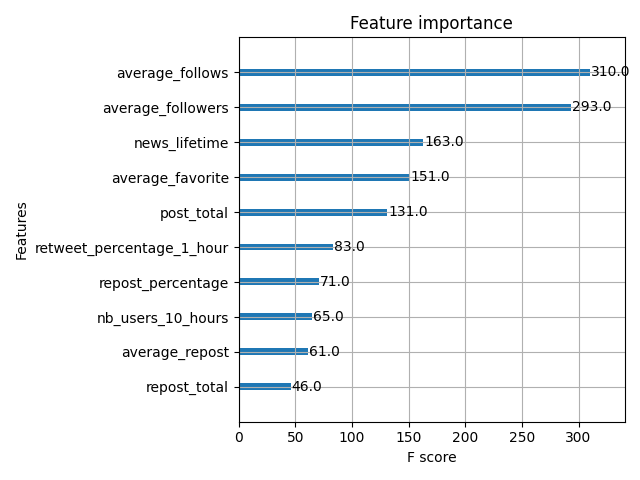 Feature importance
Features
average_follows 310.0
average_followers 293.0
news_lifetime 163.0
average_favorite 151.0
post_total 131.0
retweet_percentage_1_hour 83.0
repost_percentage 71.0
nb_users_10_hours 65.0
average_repost 61.0
repost_total 46.0
0 50 100 150 200 250 300
F score